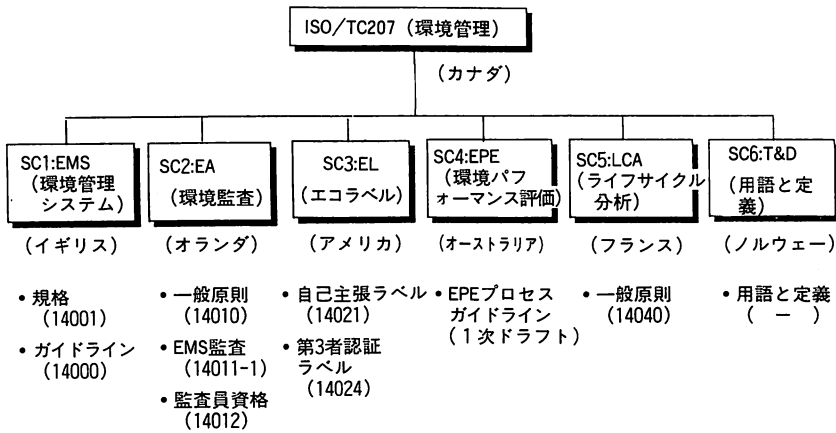 ISO/TC207（環境管理）
（カナダ）
SC1:EMS
（環境管理
システム）
（イギリス）
・規格
（14001）
・ガイドライン
（14000）
SC2:EA
（環境監査）
（オランダ）
・一般原則
（14010）
・EMS監査
（14011-1）
・監査員資格
（14012）
SC3:EL
（エコラベル）
（アメリカ）
・自己主張ラベル
（14021）
・第3者認証
ラベル
（14024）
SC4:EPE
（環境パフ
ォーマンス評価）
（オーストラリア）
・EPEプロセス
ガイドライン
（1次ドラフト）
SC5:LCA
（ライフサイクル
分析）
（フランス）
・一般原則
（14040）
SC6:T&D
（用語と定
義）
（ノルウェー）
・用語と定義
（ ー ）